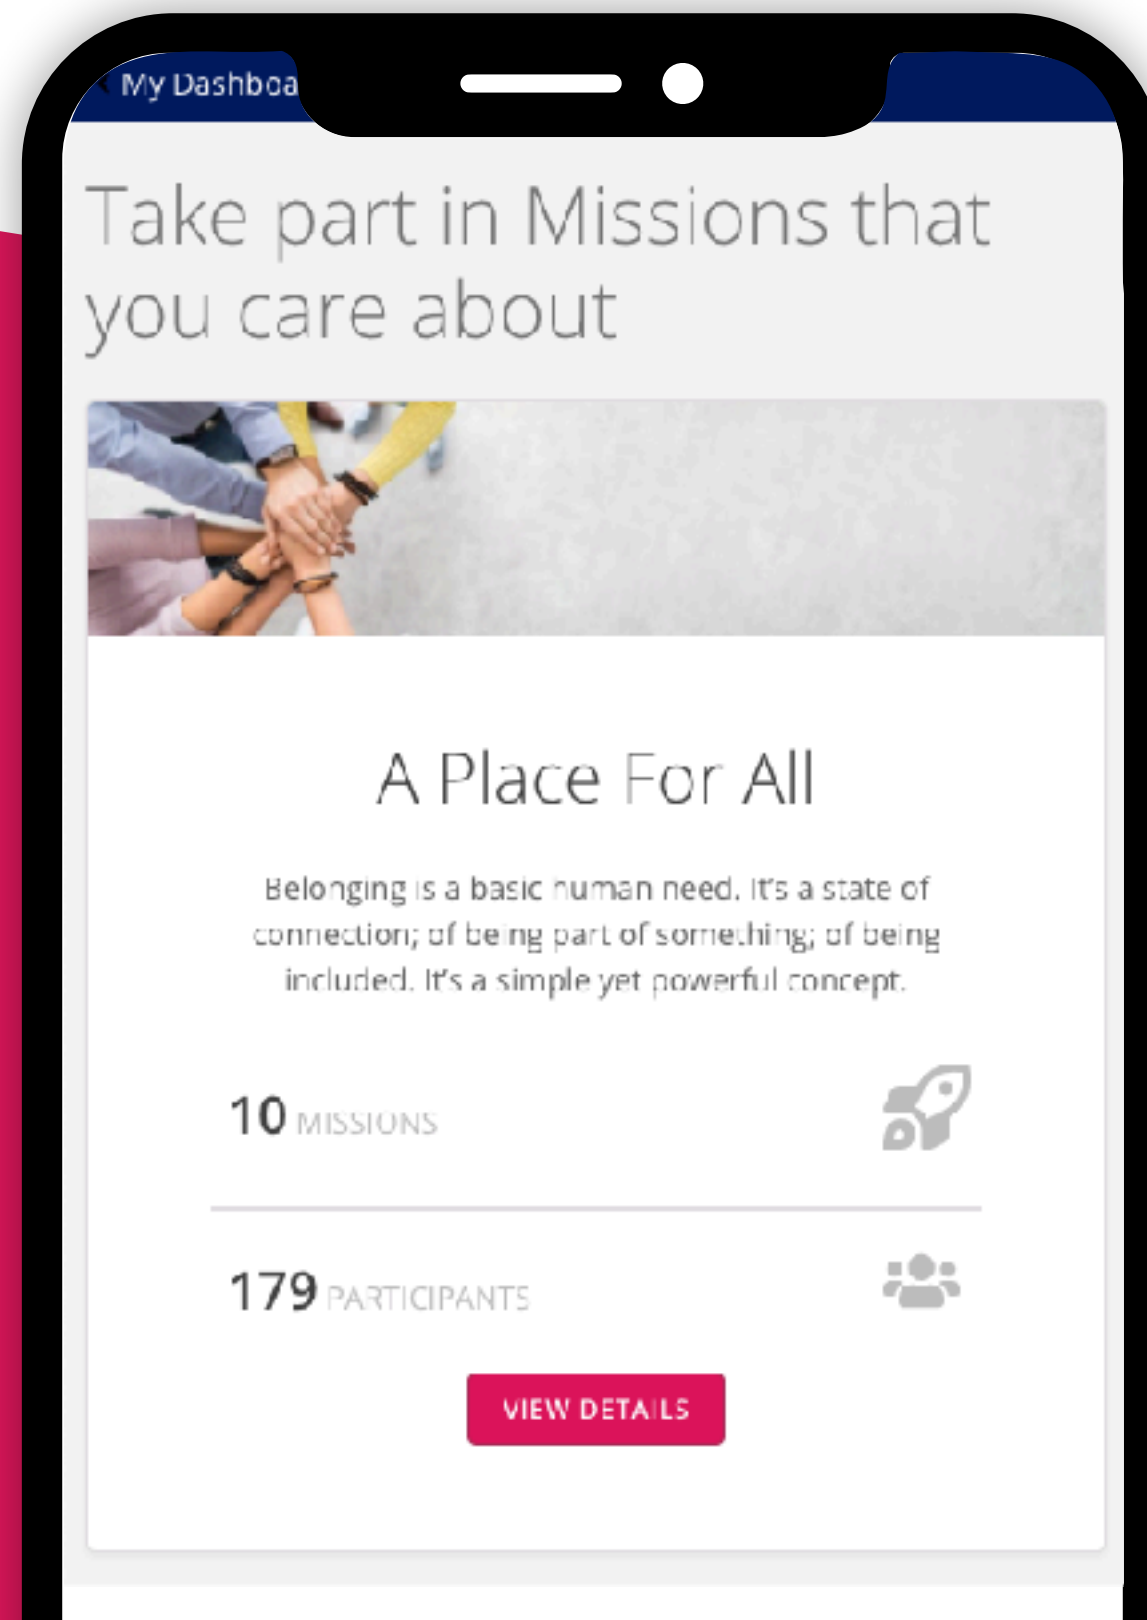 My Dashboa
Take part in Missions that
you care about
A Place For All
Belonging is a basic human need. It's a state of
connection; of being part of something; of being
included. It's a simple yet powerful concept.
10 MISSIONS
179 PARTICIPANTS
VIEW DETAILS